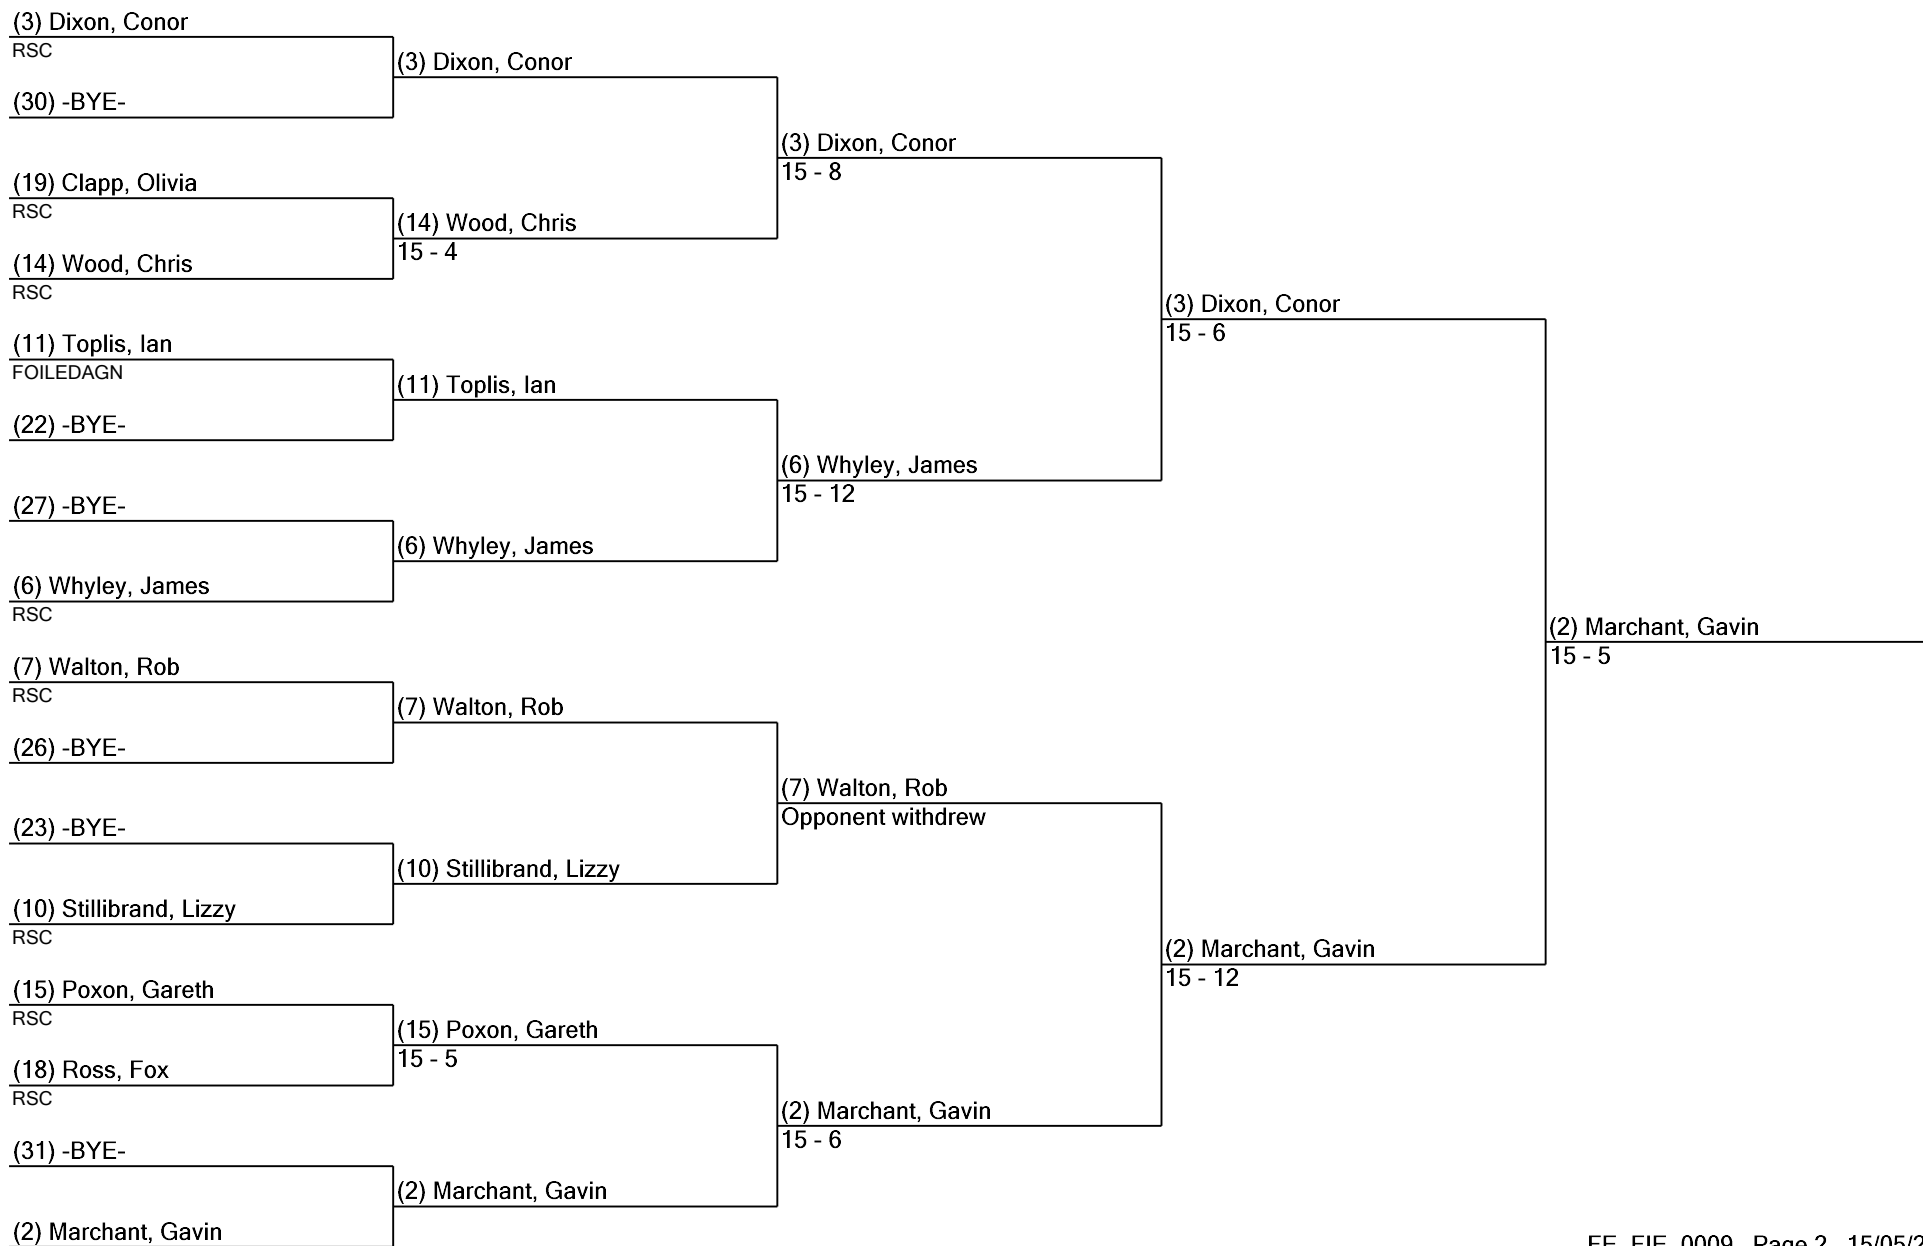 (3) Dixon, Conor
RSC
(30) -BYE-
(19) Clapp, Olivia
RSC
(14) Wood, Chris
RSC
(11) Toplis, Ian
FOILEDAGN
(22) -BYE-
(27) -BYE-
(6) Whyley, James
RSC
(7) Walton, Rob
RSC
(26) -BYE-
(23) -BYE-
(10) Stillibrand, Lizzy
RSC
(15) Poxon, Gareth
RSC
(18) Ross, Fox
RSC
(31) -BYE-
(2) Marchant, Gavin
(3) Dixon, Conor
(14) Wood, Chris
15 - 4
(11) Toplis, Ian
(6) Whyley, James
(7) Walton, Rob
(10) Stillibrand, Lizzy
(15) Poxon, Gareth
15 - 5
(2) Marchant, Gavin
(3) Dixon, Conor
15 - 8
(6) Whyley, James
15 - 12
(7) Walton, Rob
Opponent withdrew
(2) Marchant, Gavin
15 - 6
(3) Dixon, Conor
15 - 6
(2) Marchant, Gavin
15 - 12
(2) Marchant, Gavin
15 - 5
Page 2 15/05/2